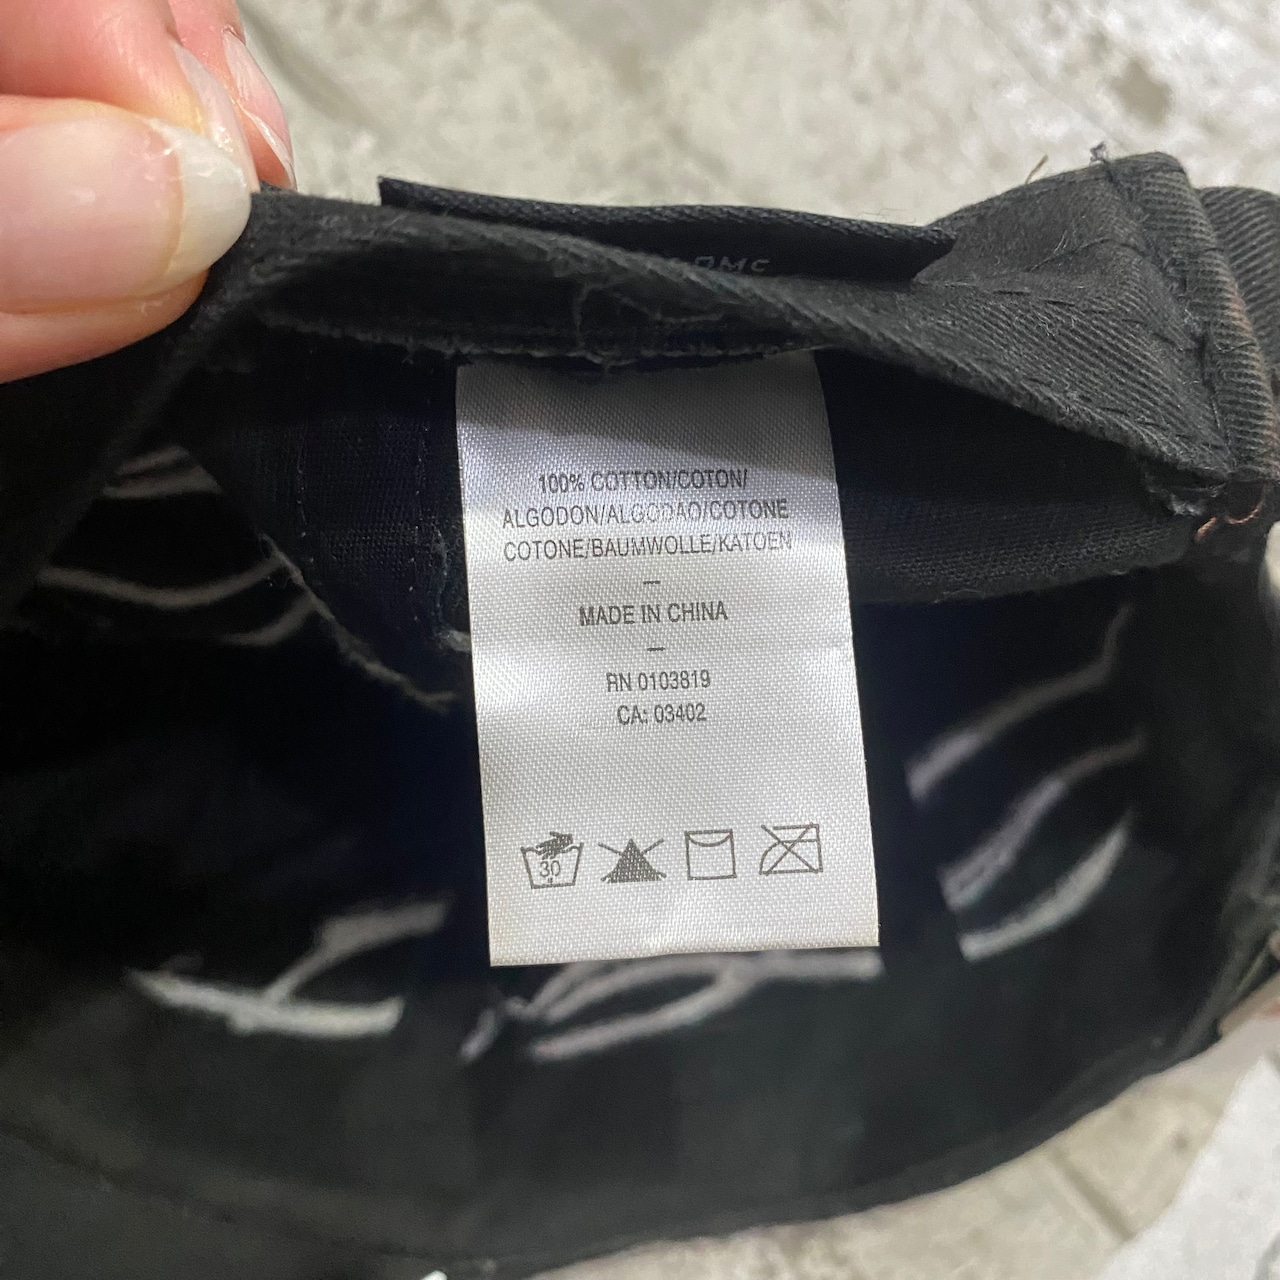 100% COTTON/COTON/
ALGODON/ALGODAO/COTONE
COTONE/BAUMWOLLE/KATOEN
–
MADE IN CHINA
–
RN 0103819
CA: 03402
30